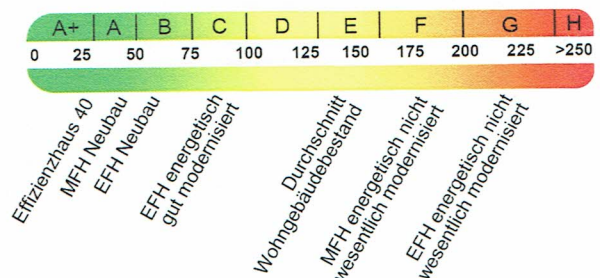 A+ A B C D E F G H
0 25 50 75 100 125 150 175 200 225 >250
Effizienzhaus 40
MFH Neubau
EFH Neubau
EFH energetisch
gut modernisiert
Durchschnitt
Wohngebäudebestand
MFH energetisch nicht
wesentlich modernisiert
EFH energetisch nicht
wesentlich modernisiert